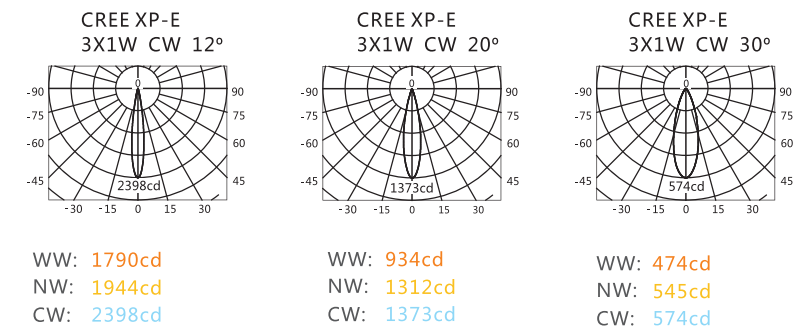 CREE XP-E
3X1W CW 12º
0
-90 90
-75 75
-60 60
-45 45
2398cd
-30 -15 0 15 30
WW: 1790cd
NW: 1944cd
CW: 2398cd
CREE XP-E
3X1W CW 20º
0
-90 90
-75 75
-60 60
-45 45
1373cd
-30 -15 0 15 30
WW: 934cd
NW: 1312cd
CW: 1373cd
CREE XP-E
3X1W CW 30º
0
-90 90
-75 75
-60 60
-45 45
574cd
-30 -15 0 15 30
WW: 474cd
NW: 545cd
CW: 574cd